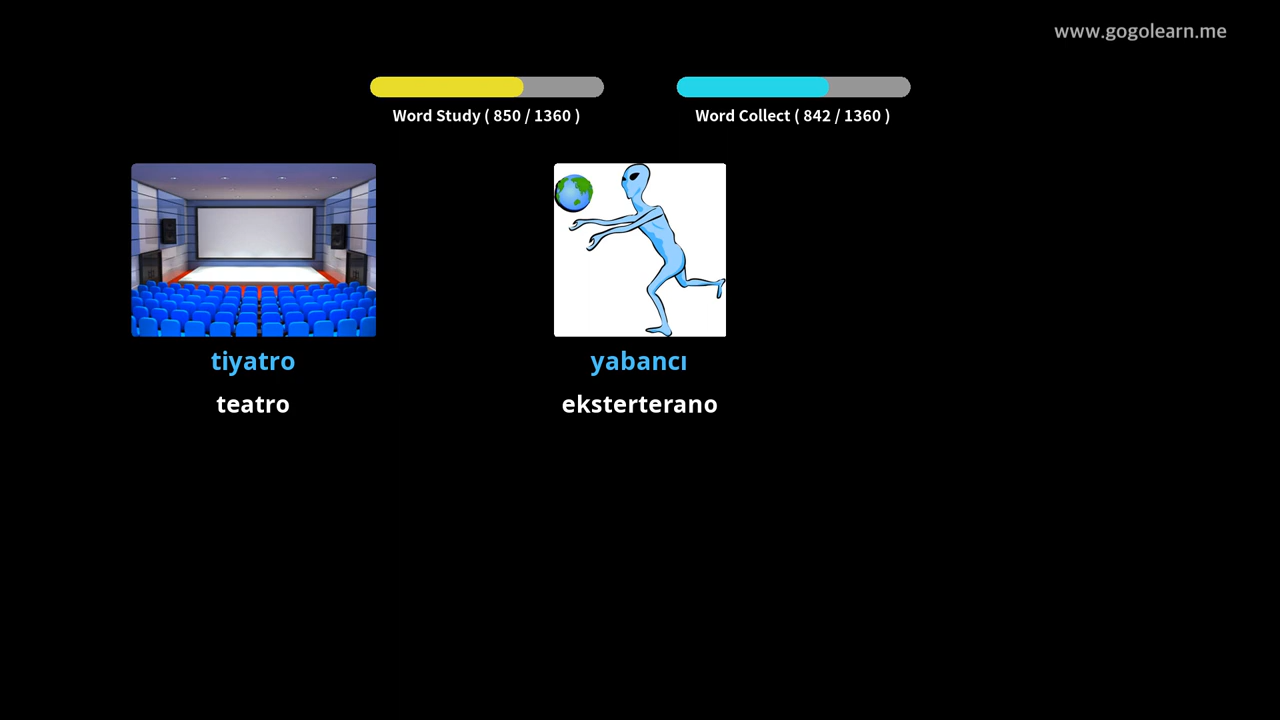 www.gogolearn.me
Word Study ( 850 / 1360 )
Word Collect ( 842 / 1360 )
tiyatro
teatro
yabancı
eksterterano